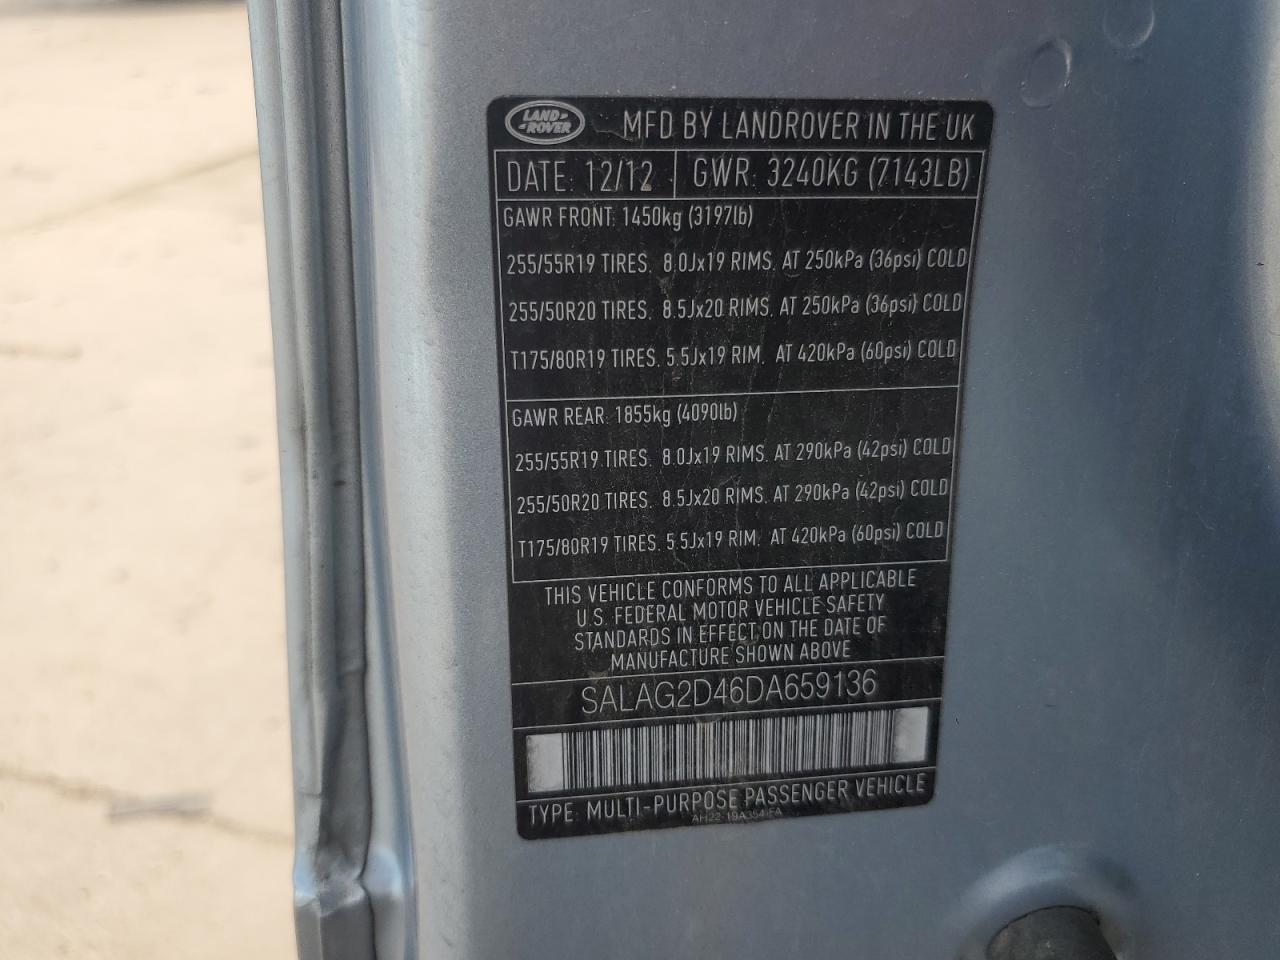 LAND-
-ROVER
MFD BY LANDROVER IN THE UK
DATE: 12/12 GWR: 3240KG (7143LB)
GAWR FRONT: 1450kg (3197lb)
255/55R19 TIRES. 8.0Jx19 RIMS. AT 250kPa (36psi) COLD
255/50R20 TIRES. 8.5Jx20 RIMS. AT 250kPa (36psi) COLD
T175/80R19 TIRES. 5.5Jx19 RIM. AT 420kPa (60psi) COLD
GAWR REAR: 1855kg (4090lb)
255/55R19 TIRES. 8.0Jx19 RIMS. AT 290kPa (42psi) COLD
255/50R20 TIRES. 8.5Jx20 RIMS. AT 290kPa (42psi) COLD
T175/80R19 TIRES. 5.5Jx19 RIM. AT 420kPa (60psi) COLD
THIS VEHICLE CONFORMS TO ALL APPLICABLE
U.S. FEDERAL MOTOR VEHICLE SAFETY
STANDARDS IN EFFECT ON THE DATE OF
MANUFACTURE SHOWN ABOVE
SALAG2D46DA659136
TYPE: MULTI-PURPOSE PASSENGER VEHICLE